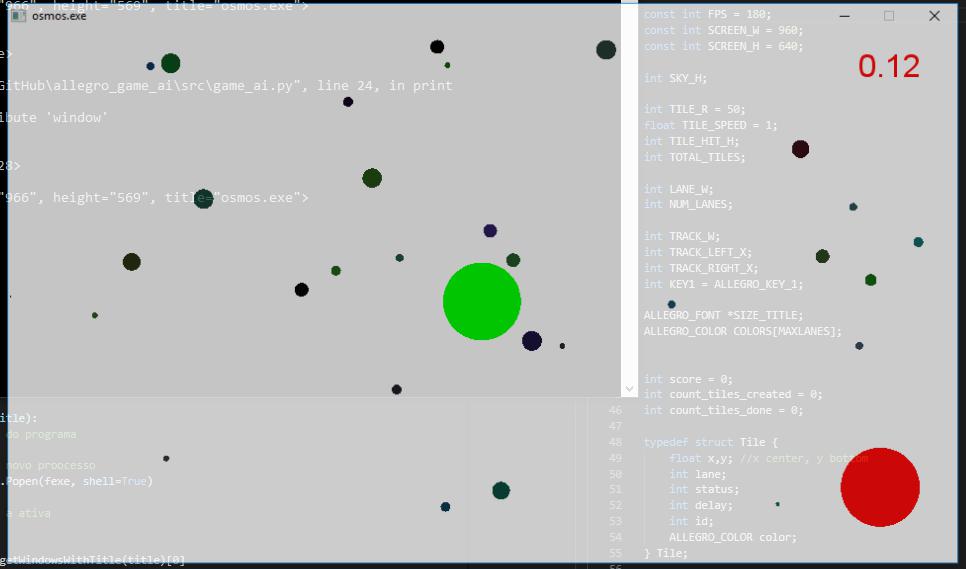 "966", height="569", title="osmos.exe">
osmos.exe
e>
GitHub\allegro_game_ai\src\game_ai.py", line 24, in print
ibute 'window'
28>
"966", height="569", title="osmos.exe">
itle):
do programa
novo proocesso
.Popen(fexe, shell=True)
a ativa
getWindowsWithTitle(title)[0]
const int FPS = 180;
const int SCREEN_W = 960;
const int SCREEN_H = 640;
0.12
int SKY_H;
int TILE_R = 50;
float TILE_SPEED = 1;
int TILE_HIT_H;
int TOTAL_TILES;
int LANE_W;
int NUM_LANES;
int TRACK_W;
int TRACK_LEFT_X;
int TRACK_RIGHT_X;
int KEY1 = ALLEGRO_KEY_1;
ALLEGRO_FONT *SIZE_TITLE;
ALLEGRO_COLOR COLORS[MAXLANES];
int score = 0;
int count_tiles_created = 0;
46 int count_tiles_done = 0;
47
48 typedef struct Tile {
49 float x,y; //x center, y bottom
50 int lane;
51 int status;
52 int delay;
53 int id;
54 ALLEGRO_COLOR color;
55 } Tile;